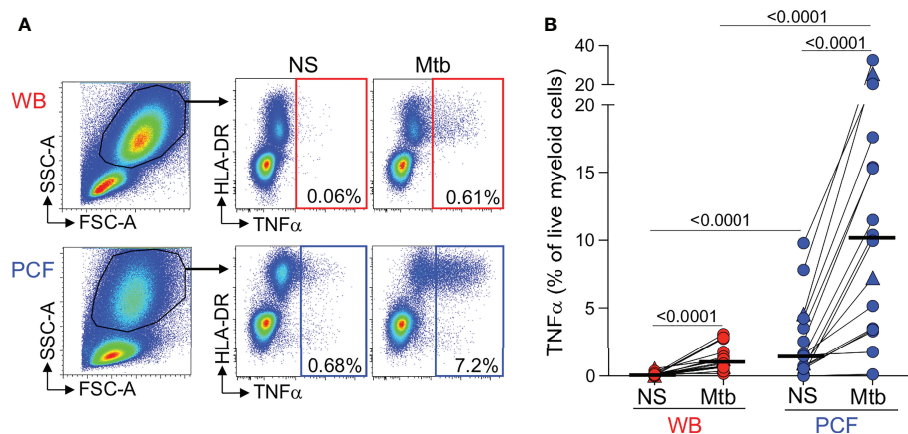 A
NS
Mtb
WB
SSC-A
FSC-A
HLA-DR
TNFα
0.06%
0.61%
PCF
SSC-A
FSC-A
HLA-DR
TNFα
0.68%
7.2%
B
<0.0001
<0.0001
<0.0001
<0.0001
TNFα (% of live myeloid cells)
40
20
20
15
10
5
0
NS Mtb NS Mtb
WB PCF